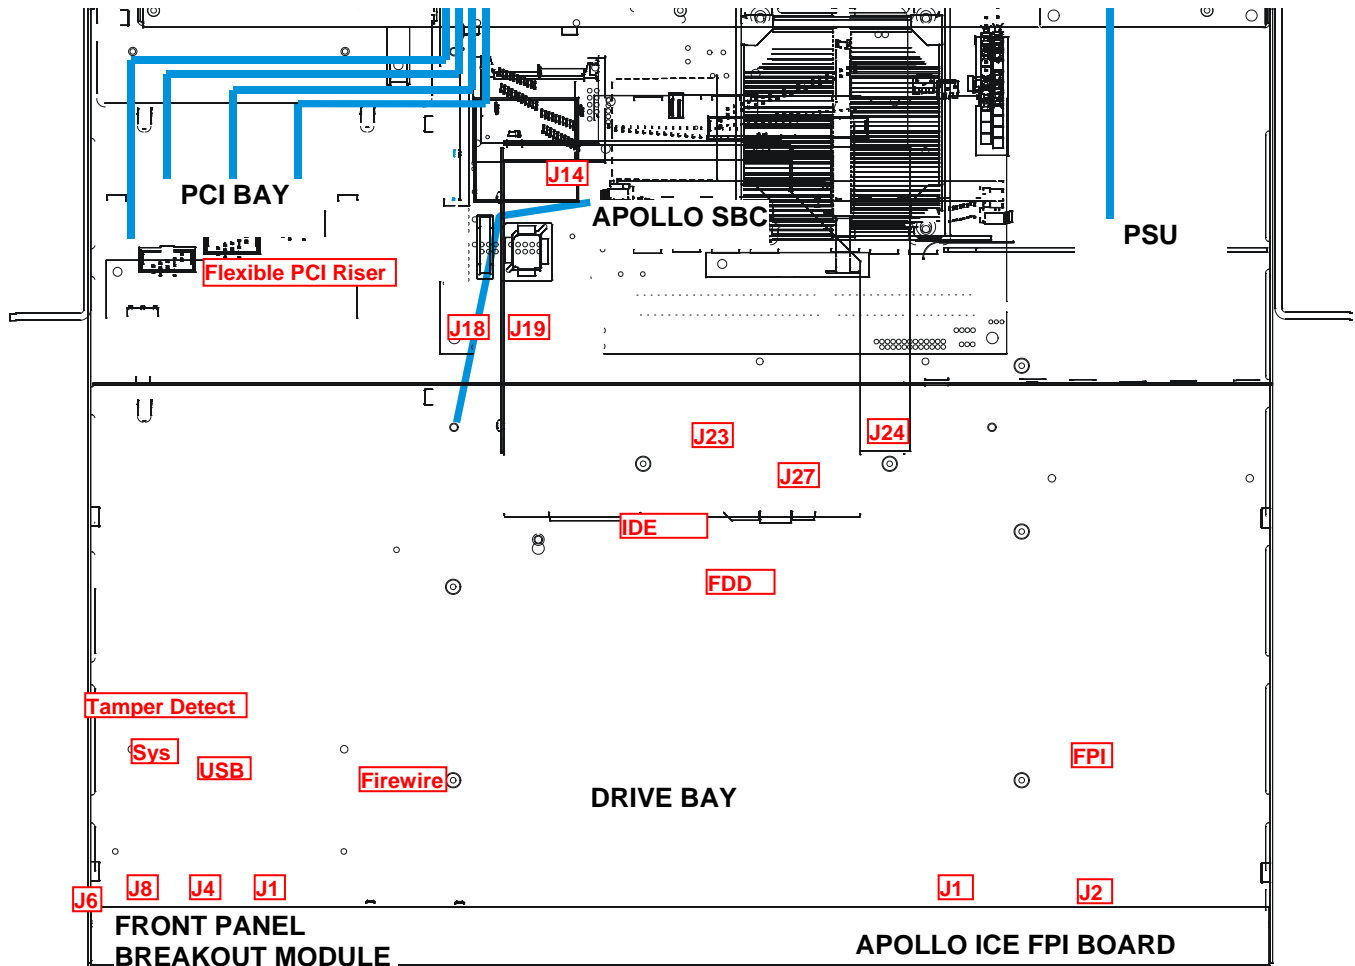 J14
PCI BAY
APOLLO SBC
PSU
Flexible PCI Riser
J18
J19
J23
J24
J27
IDE
FDD
Tamper Detect
Sys
USB
Firewire
FPI
DRIVE BAY
J6
J8
J4
J1
J1
J2
FRONT PANEL
BREAKOUT MODULE
APOLLO ICE FPI BOARD